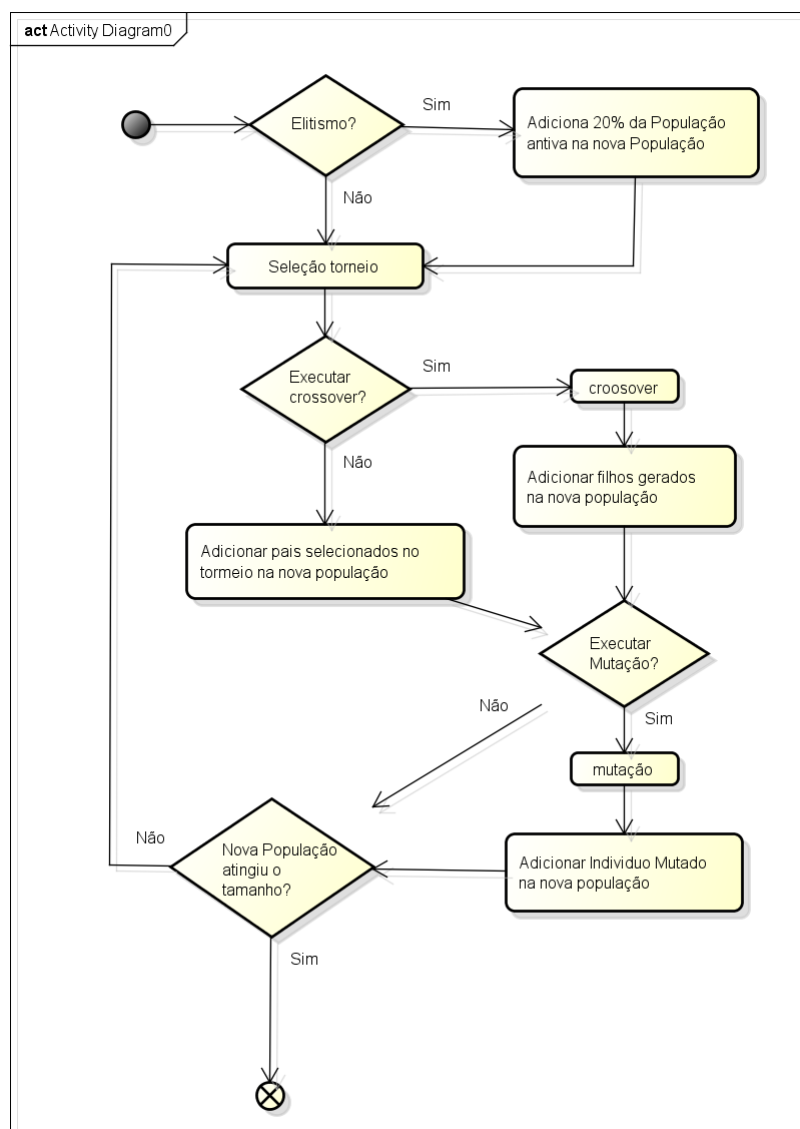 act Activity Diagram0
Elitismo?
Sim
Adiciona 20% da População
antiva na nova População
Não
Seleção torneio
Executar
crossover?
Sim
croosover
Não
Adicionar filhos gerados
na nova população
Adicionar pais selecionados no
tormeio na nova população
Executar
Mutação?
Não
Sim
mutação
Não
Nova População
atingiu o
tamanho?
Adicionar Individuo Mutado
na nova população
Sim